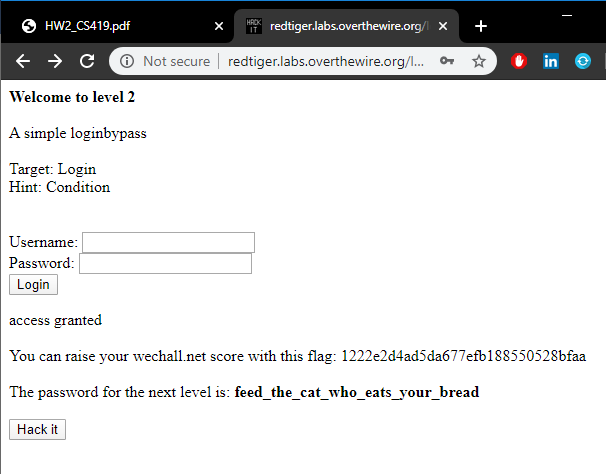 HW2_CS419.pdf
HACK IT
redtiger.labs.overthewire.org/l
Not secure redtiger.labs.overthewire.org/l...
Welcome to level 2
A simple loginbypass
Target: Login
Hint: Condition
Username:
Password:
Login
access granted
You can raise your wechall.net score with this flag: 1222e2d4ad5da677efb188550528bfaa
The password for the next level is: feed_the_cat_who_eats_your_bread
Hack it